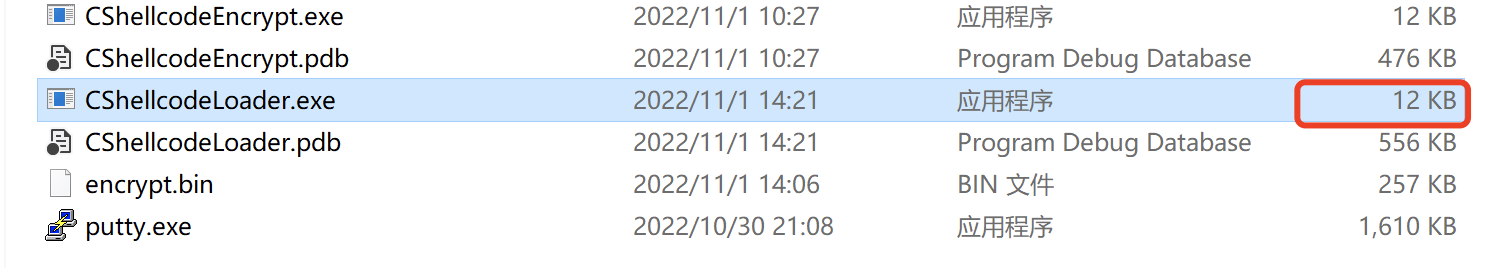 CShellcodeEncrypt.exe 2022/11/1 10:27 应用程序 12 KB
CShellcodeEncrypt.pdb 2022/11/1 10:27 Program Debug Database 476 KB
CShellcodeLoader.exe 2022/11/1 14:21 应用程序 12 KB
CShellcodeLoader.pdb 2022/11/1 14:21 Program Debug Database 556 KB
encrypt.bin 2022/11/1 14:06 BIN 文件 257 KB
putty.exe 2022/10/30 21:08 应用程序 1,610 KB